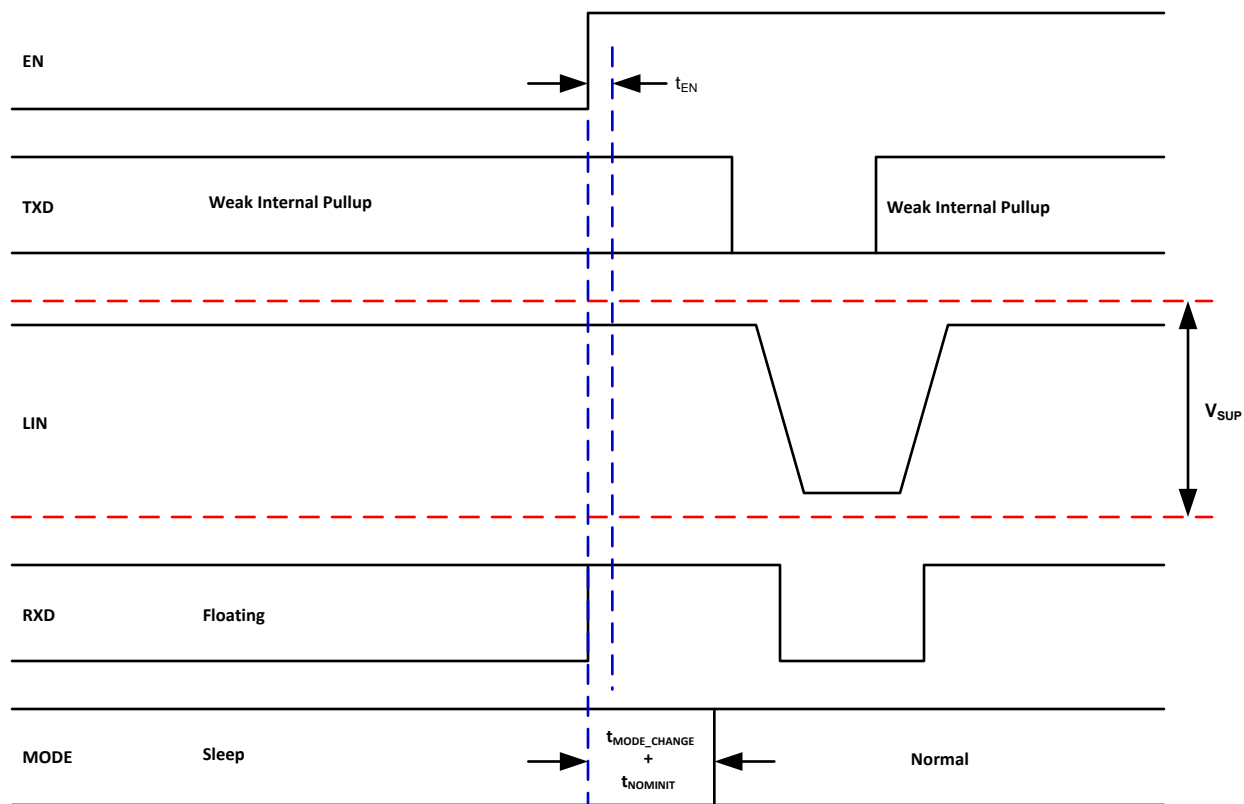 EN
tEN
TXD
Weak Internal Pullup
Weak Internal Pullup
LIN
VSUP
RXD
Floating
MODE
Sleep
tMODE_CHANGE
+
tNOMINIT
Normal